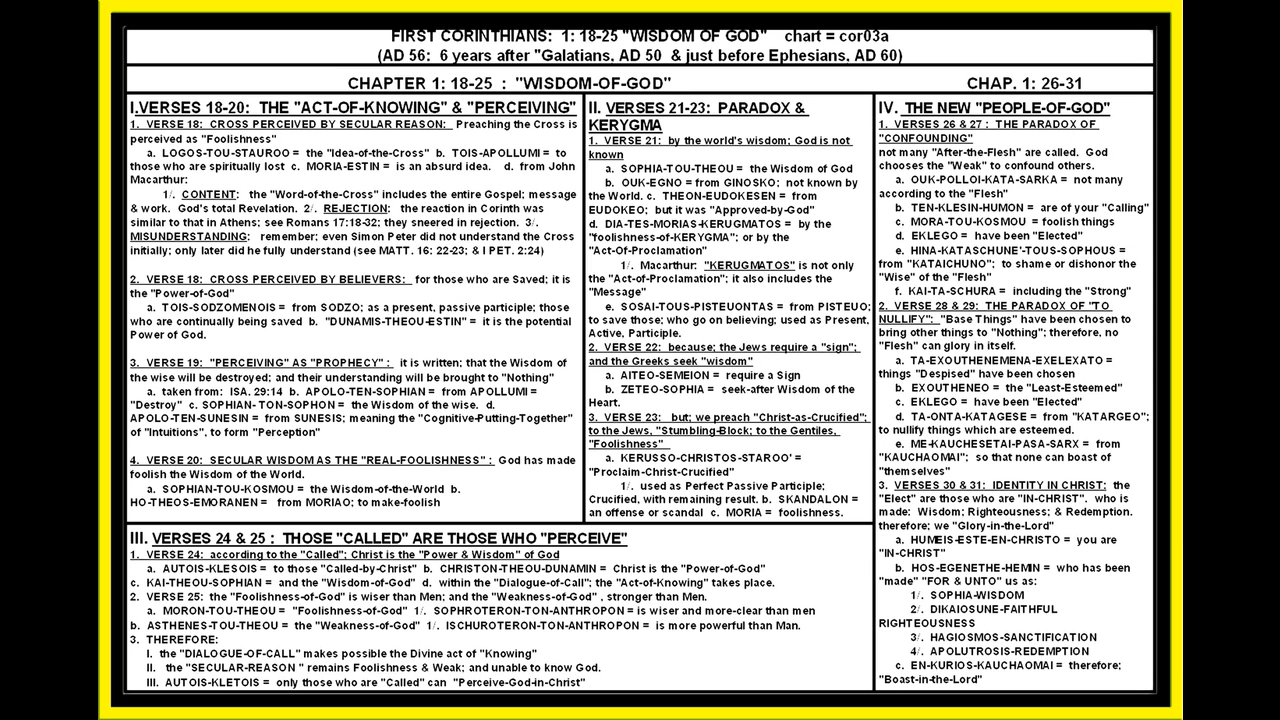 FIRST CORINTHIANS: 1: 18-25 "WISDOM OF GOD" chart = cor03a
(AD 56: 6 years after "Galatians, AD 50 & just before Ephesians, AD 60)
CHAPTER 1: 18-25 : "WISDOM-OF-GOD"
CHAP. 1: 26-31
I.VERSES 18-20: THE "ACT-OF-KNOWING" & "PERCEIVING"
1. VERSE 18: CROSS PERCEIVED BY SECULAR REASON: Preaching the Cross is
perceived as "Foolishness"
a. LOGOS-TOU-STAUROO = the "Idea-of-the-Cross" b. TOIS-APOLLUMI = to
those who are spiritually lost c. MORIA-ESTIN = is an absurd idea. d. from John
Macarthur:
1/. CONTENT: the "Word-of-the-Cross" includes the entire Gospel; message
& work. God's total Revelation. 2/. REJECTION: the reaction in Corinth was
similar to that in Athens; see Romans 17:18-32; they sneered in rejection. 3/.
MISUNDERSTANDING: remember; even Simon Peter did not understand the Cross
initially; only later did he fully understand (see MATT. 16: 22-23; & I PET. 2:24)
2. VERSE 18: CROSS PERCEIVED BY BELIEVERS: for those who are Saved; it is
the "Power-of-God"
a. TOIS-SODZOMENOIS = from SODZO; as a present, passive participle; those
who are continually being saved b. "DUNAMIS-THEOU-ESTIN" = it is the potential
Power of God.
3. VERSE 19: "PERCEIVING" AS "PROPHECY" : it is written; that the Wisdom of
the wise will be destroyed; and their understanding will be brought to "Nothing"
a. taken from: ISA. 29:14 b. APOLO-TEN-SOPHIAN = from APOLLUMI =
"Destroy" c. SOPHIAN- TON-SOPHON = the Wisdom of the wise. d.
APOLO-TEN-SUNESIN = from SUNESIS; meaning the "Cognitive-Putting-Together"
of "Intuitions", to form "Perception"
4. VERSE 20: SECULAR WISDOM AS THE "REAL-FOOLISHNESS" : God has made
foolish the Wisdom of the World.
a. SOPHIAN-TOU-KOSMOU = the Wisdom-of-the-World b.
HO-THEOS-EMORANEN = from MORIAO; to make-foolish
II. VERSES 21-23: PARADOX &
KERYGMA
1. VERSE 21: by the world's wisdom; God is not
known
a. SOPHIA-TOU-THEOU = the Wisdom of God
b. OUK-EGNO = from GINOSKO; not known by
the World. c. THEON-EUDOKESEN = from
EUDOKEO; but it was "Approved-by-God"
d. DIA-TES-MORIAS-KERUGMATOS = by the
"foolishness-of-KERYGMA"; or by the
"Act-Of-Proclamation"
1/. Macarthur: "KERUGMATOS" is not only
the "Act-of-Proclamation"; it also includes the
"Message"
e. SOSAI-TOUS-PISTEUONTAS = from PISTEUO;
to save those; who go on believing; used as Present,
Active, Participle.
2. VERSE 22: because; the Jews require a "sign";
and the Greeks seek "wisdom"
a. AITEO-SEMEION = require a Sign
b. ZETEO-SOPHIA = seek-after Wisdom of the
Heart.
3. VERSE 23: but; we preach "Christ-as-Crucified";
to the Jews, "Stumbling-Block; to the Gentiles,
"Foolishness"
a. KERUSSO-CHRISTOS-STAROO' =
"Proclaim-Christ-Crucified"
1/. used as Perfect Passive Participle;
Crucified, with remaining result. b. SKANDALON =
an offense or scandal c. MORIA = foolishness.
III. VERSES 24 & 25 : THOSE "CALLED" ARE THOSE WHO "PERCEIVE"
1. VERSE 24: according to the "Called"; Christ is the "Power & Wisdom" of God
a. AUTOIS-KLESOIS = to those "Called-by-Christ" b. CHRISTON-THEOU-DUNAMIN = Christ is the "Power-of-God"
c. KAI-THEOU-SOPHIAN = and the "Wisdom-of-God" d. within the "Dialogue-of-Call"; the "Act-of-Knowing" takes place.
2. VERSE 25: the "Foolishness-of-God" is wiser than Men; and the "Weakness-of-God" , stronger than Men.
a. MORON-TOU-THEOU = "Foolishness-of-God" 1/. SOPHROTERON-TON-ANTHROPON = is wiser and more-clear than men
b. ASTHENES-TOU-THEOU = the "Weakness-of-God" 1/. ISCHUROTERON-TON-ANTHROPON = is more powerful than Man.
3. THEREFORE:
I. the "DIALOGUE-OF-CALL" makes possible the Divine act of "Knowing"
II. the "SECULAR-REASON " remains Foolishness & Weak; and unable to know God.
III. AUTOIS-KLETOIS = only those who are "Called" can "Perceive-God-in-Christ"
IV. THE NEW "PEOPLE-OF-GOD"
1. VERSES 26 & 27 : THE PARADOX OF
"CONFOUNDING"
not many "After-the-Flesh" are called. God
chooses the "Weak" to confound others.
a. OUK-POLLOI-KATA-SARKA = not many
according to the "Flesh"
b. TEN-KLESIN-HUMON = are of your "Calling"
c. MORA-TOU-KOSMOU = foolish things
d. EKLEGO = have been "Elected"
e. HINA-KATASCHUNE'-TOUS-SOPHOUS =
from "KATAICHUNO"; to shame or dishonor the
"Wise" of the "Flesh"
f. KAI-TA-SCHURA = including the "Strong"
2. VERSE 28 & 29: THE PARADOX OF "TO
NULLIFY": "Base Things" have been chosen to
bring other things to "Nothing"; therefore, no
"Flesh" can glory in itself.
a. TA-EXOUTHENEMENA-EXELEXATO =
things "Despised" have been chosen
b. EXOUTHENEO = the "Least-Esteemed"
c. EKLEGO = have been "Elected"
d. TA-ONTA-KATAGESE = from "KATARGEO";
to nullify things which are esteemed.
e. ME-KAUCHESETAI-PASA-SARX = from
"KAUCHAOMAI"; so that none can boast of
"themselves"
3. VERSES 30 & 31: IDENTITY IN CHRIST: the
"Elect" are those who are "IN-CHRIST". who is
made: Wisdom; Righteousness; & Redemption.
therefore; we "Glory-in-the-Lord"
a. HUMEIS-ESTE-EN-CHRISTO = you are
"IN-CHRIST"
b. HOS-EGENETHE-HEMIN = who has been
"made" "FOR & UNTO" us as:
1/. SOPHIA-WISDOM
2/. DIKAIOSUNE-FAITHFUL
RIGHTEOUSNESS
3/. HAGIOSMOS-SANCTIFICATION
4/. APOLUTROSIS-REDEMPTION
c. EN-KURIOS-KAUCHAOMAI = therefore;
"Boast-in-the-Lord"